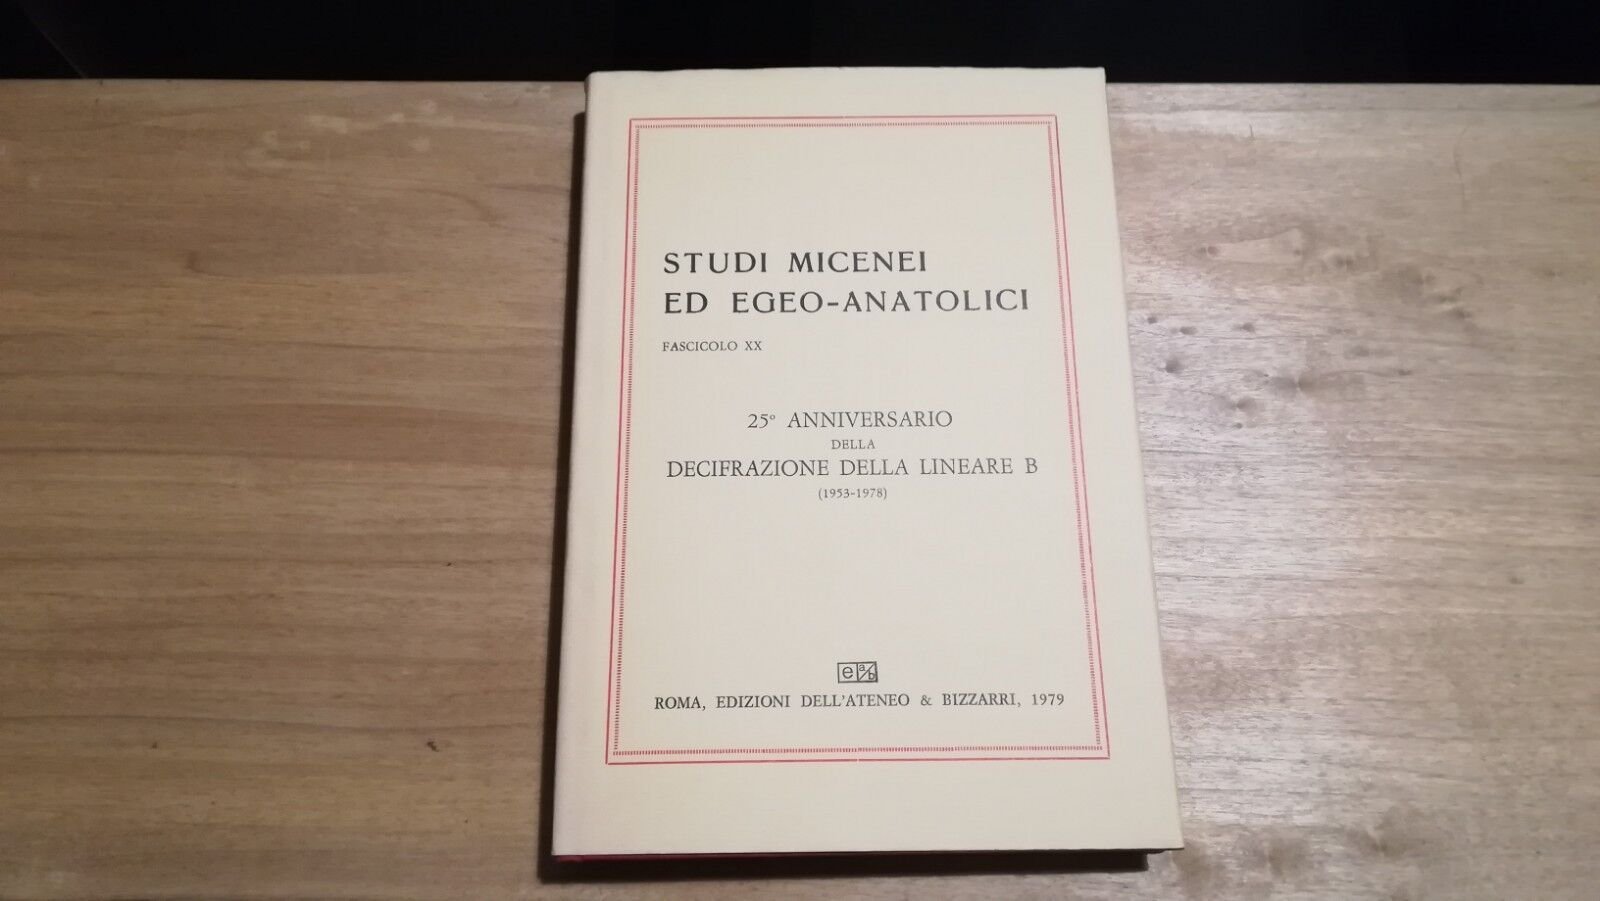 STUDI MICENEI
ED EGEO-ANATOLICI
FASCICOLO XX
25° ANNIVERSARIO
DELLA
DECIFRAZIONE DELLA LINEARE B
(1953-1978)
e a/b
ROMA, EDIZIONI DELL'ATENEO & BIZZARRI, 1979